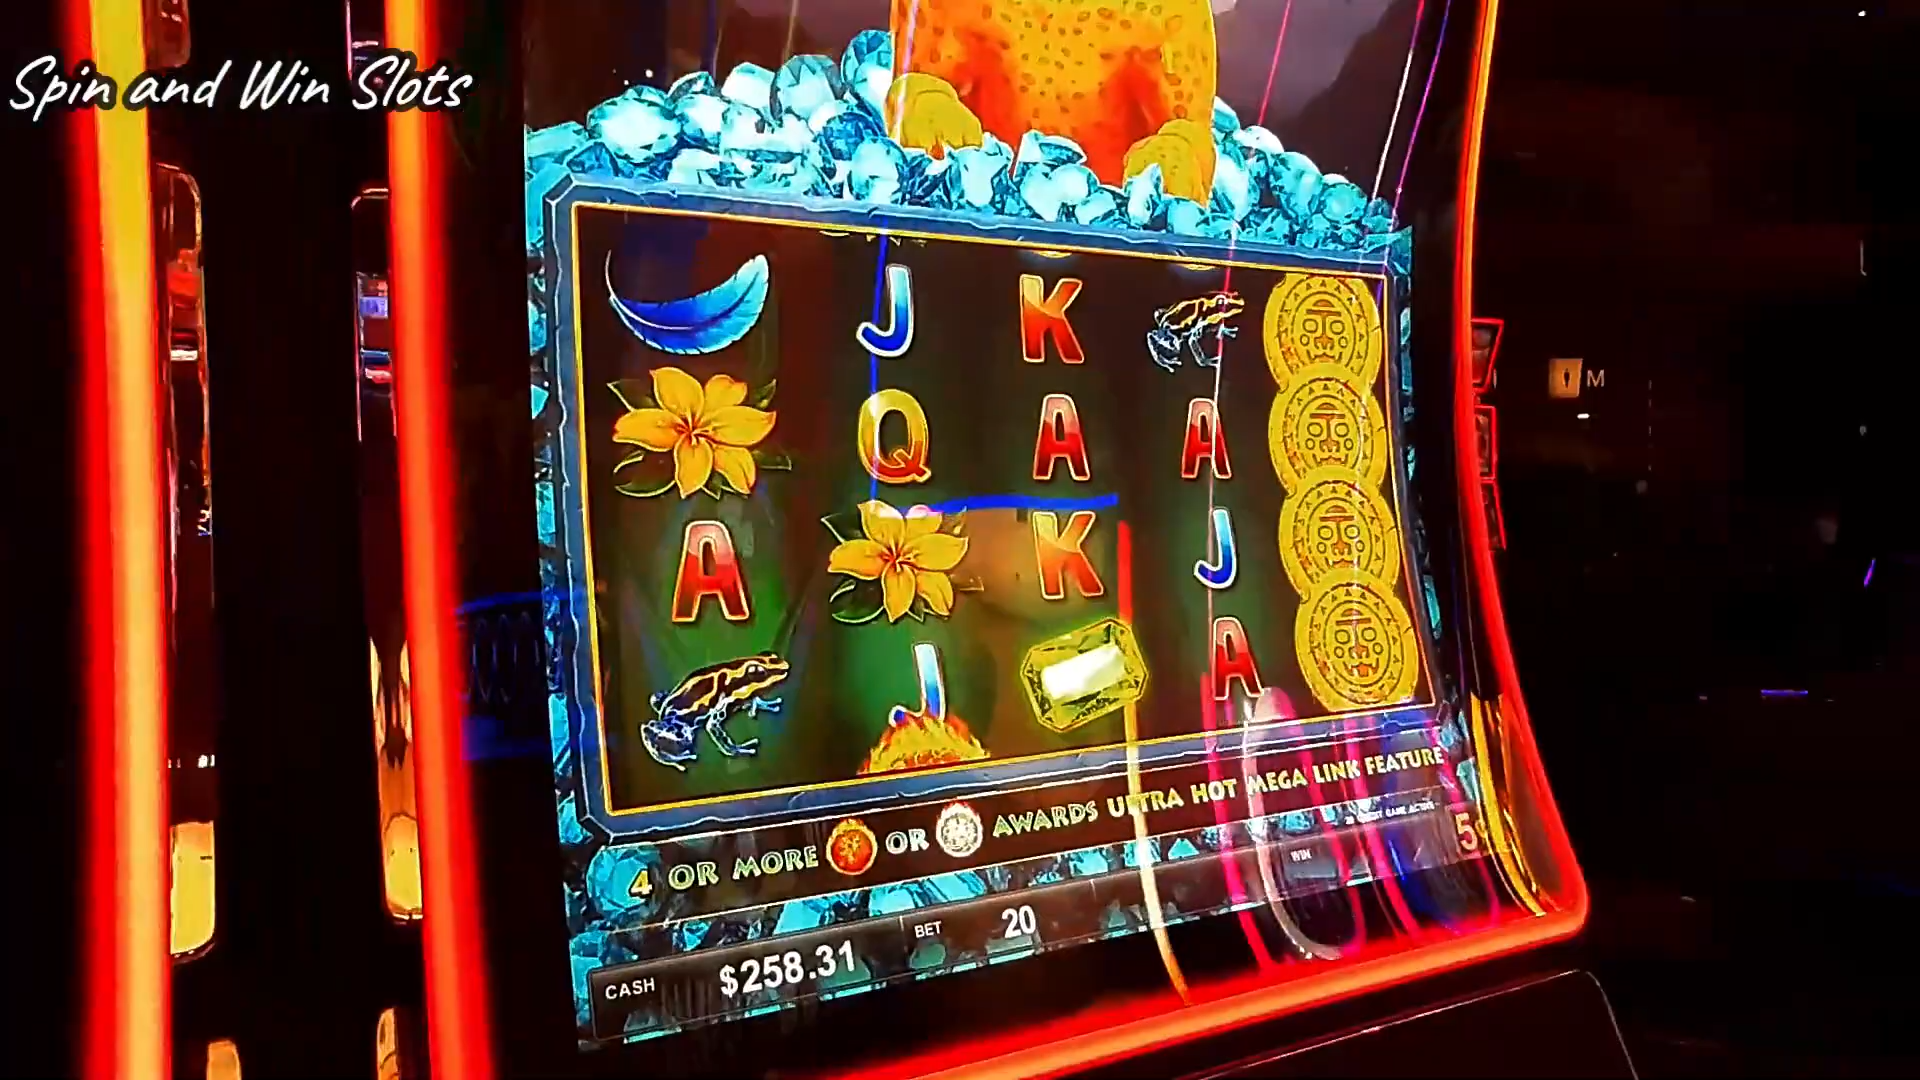 Spin and Win Slots
J K
Q A A
A K J
J A
M
4 OR MORE OR AWARDS ULTRA HOT MEGA LINK FEATURE
WIN
5¢
CASH $258.31 BET 20